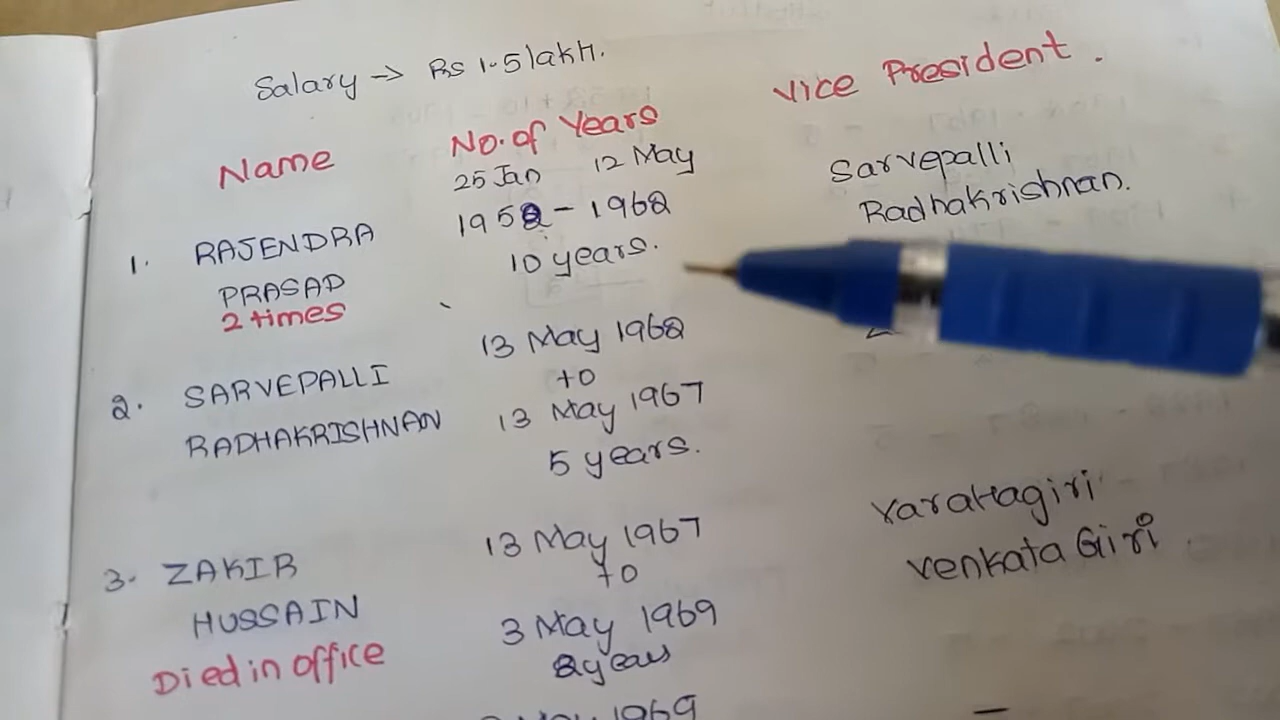 Salary → Rs 1.5 lakh.
Name No. of Years Vice President.
25 Jan 12 May
1. RAJENDRA 1952 - 1962 Sarvepalli
PRASAD 10 years. Radhakrishnan.
2 times
2. SARVEPALLI 13 May 1962
RADHAKRISHNAN to
13 May 1967
5 years.
3. ZAKIR 13 May 1967 Varahagiri
HUSSAIN to Venkata Giri
Died in office 3 May 1969
2 years
1969